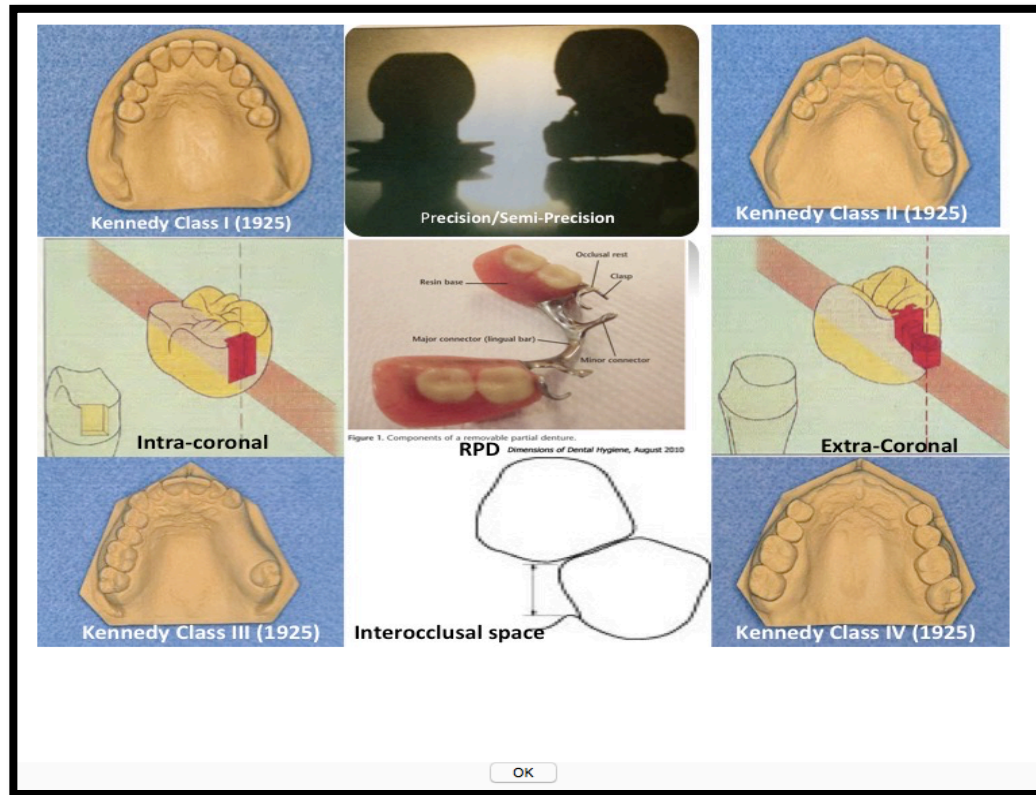 Kennedy Class I (1925)
Precision/Semi-Precision
Kennedy Class II (1925)
Intra-coronal
Occlusal rest
Clasp
Resin base
Major connector (lingual bar)
Minor connector
Figure 1. Components of a removable partial denture.
RPD
Dimensions of Dental Hygiene, August 2010
Extra-Coronal
Kennedy Class III (1925)
Interocclusal space
Kennedy Class IV (1925)
OK